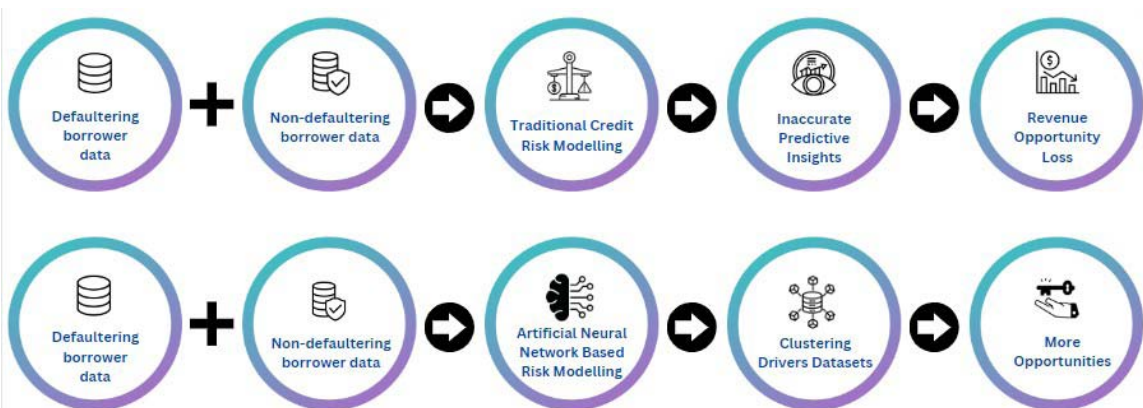 Defaultering
borrower
data
Non-defaultering
borrower data
Traditional Credit
Risk Modelling
Inaccurate
Predictive
Insights
Revenue
Opportunity
Loss
Defaultering
borrower
data
Non-defaultering
borrower data
Artificial Neural
Network Based
Risk Modelling
Clustering
Drivers Datasets
More
Opportunities